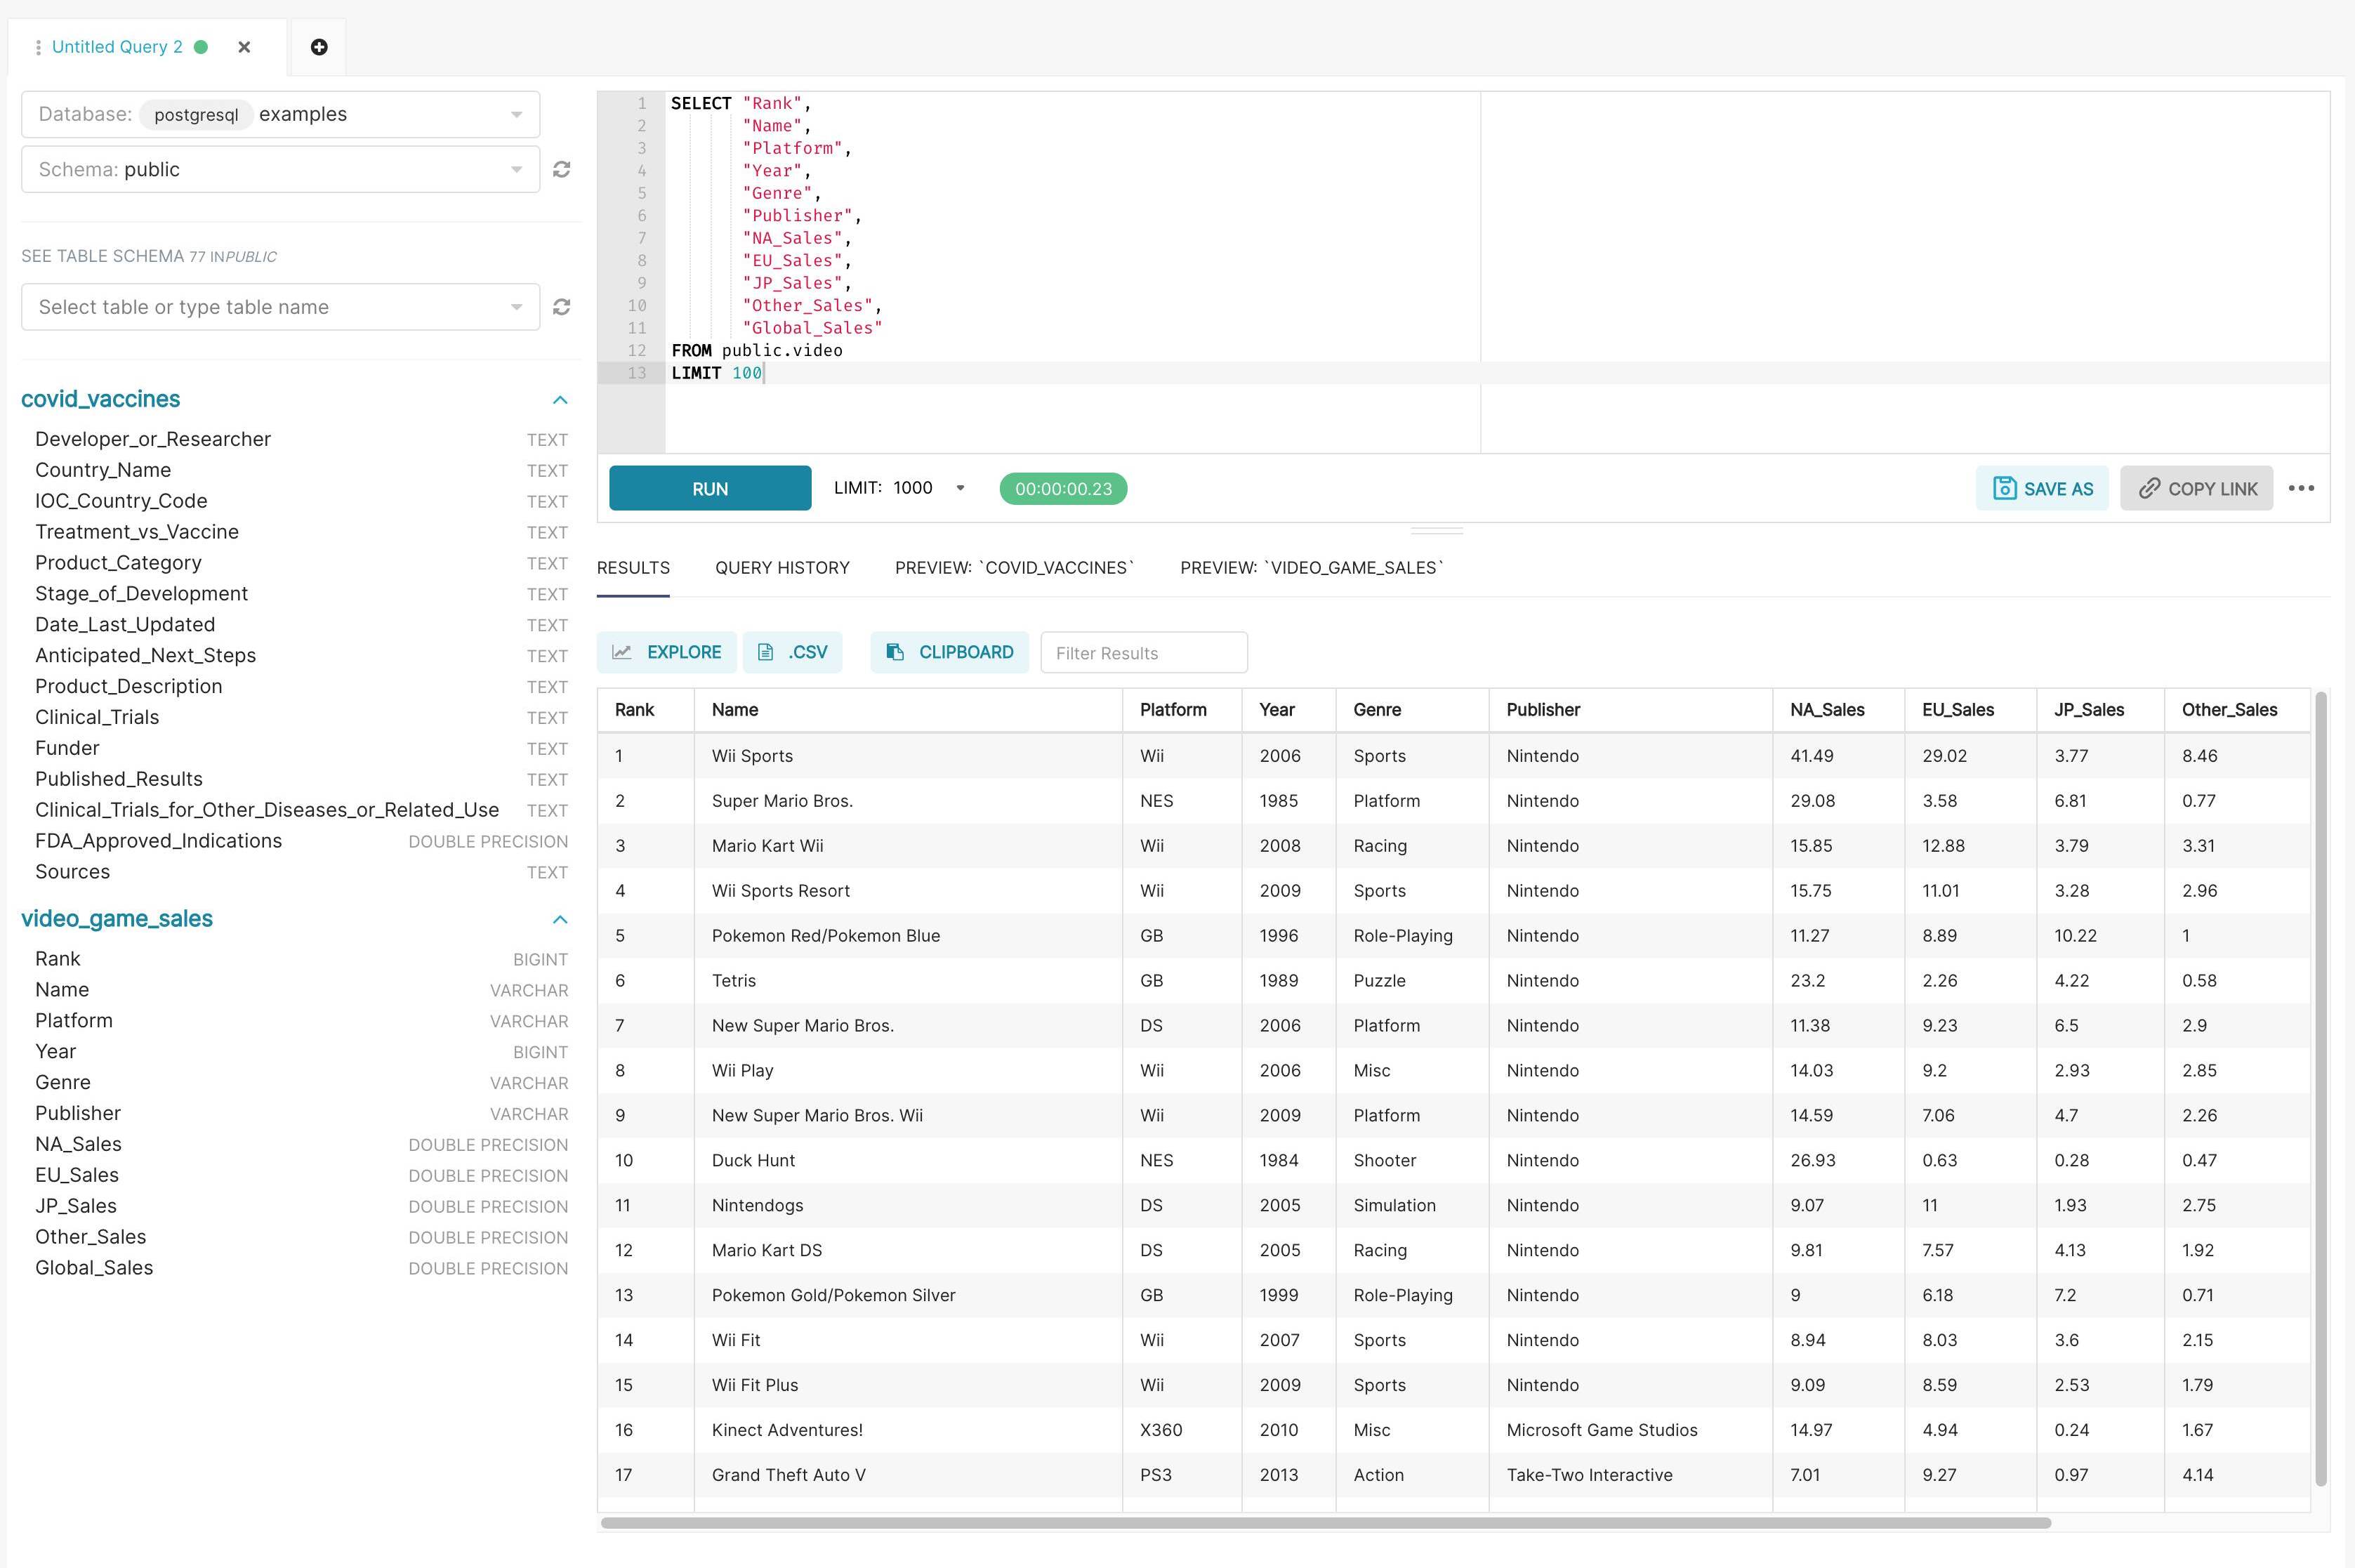 Untitled Query 2
Database: postgresql examples
Schema: public
SEE TABLE SCHEMA 77 IN PUBLIC
Select table or type table name
covid_vaccines
Developer_or_Researcher TEXT
Country_Name TEXT
IOC_Country_Code TEXT
Treatment_vs_Vaccine TEXT
Product_Category TEXT
Stage_of_Development TEXT
Date_Last_Updated TEXT
Anticipated_Next_Steps TEXT
Product_Description TEXT
Clinical_Trials TEXT
Funder TEXT
Published_Results TEXT
Clinical_Trials_for_Other_Diseases_or_Related_Use TEXT
FDA_Approved_Indications DOUBLE PRECISION
Sources TEXT
video_game_sales
Rank BIGINT
Name VARCHAR
Platform VARCHAR
Year BIGINT
Genre VARCHAR
Publisher VARCHAR
NA_Sales DOUBLE PRECISION
EU_Sales DOUBLE PRECISION
JP_Sales DOUBLE PRECISION
Other_Sales DOUBLE PRECISION
Global_Sales DOUBLE PRECISION
1 SELECT "Rank",
2 "Name",
3 "Platform",
4 "Year",
5 "Genre",
6 "Publisher",
7 "NA_Sales",
8 "EU_Sales",
9 "JP_Sales",
10 "Other_Sales",
11 "Global_Sales"
12 FROM public.video
13 LIMIT 100
RUN LIMIT: 1000 00:00:00.23 SAVE AS COPY LINK
RESULTS QUERY HISTORY PREVIEW: `COVID_VACCINES` PREVIEW: `VIDEO_GAME_SALES`
EXPLORE .CSV CLIPBOARD Filter Results
Rank Name Platform Year Genre Publisher NA_Sales EU_Sales JP_Sales Other_Sales
1 Wii Sports Wii 2006 Sports Nintendo 41.49 29.02 3.77 8.46
2 Super Mario Bros. NES 1985 Platform Nintendo 29.08 3.58 6.81 0.77
3 Mario Kart Wii Wii 2008 Racing Nintendo 15.85 12.88 3.79 3.31
4 Wii Sports Resort Wii 2009 Sports Nintendo 15.75 11.01 3.28 2.96
5 Pokemon Red/Pokemon Blue GB 1996 Role-Playing Nintendo 11.27 8.89 10.22 1
6 Tetris GB 1989 Puzzle Nintendo 23.2 2.26 4.22 0.58
7 New Super Mario Bros. DS 2006 Platform Nintendo 11.38 9.23 6.5 2.9
8 Wii Play Wii 2006 Misc Nintendo 14.03 9.2 2.93 2.85
9 New Super Mario Bros. Wii Wii 2009 Platform Nintendo 14.59 7.06 4.7 2.26
10 Duck Hunt NES 1984 Shooter Nintendo 26.93 0.63 0.28 0.47
11 Nintendogs DS 2005 Simulation Nintendo 9.07 11 1.93 2.75
12 Mario Kart DS DS 2005 Racing Nintendo 9.81 7.57 4.13 1.92
13 Pokemon Gold/Pokemon Silver GB 1999 Role-Playing Nintendo 9 6.18 7.2 0.71
14 Wii Fit Wii 2007 Sports Nintendo 8.94 8.03 3.6 2.15
15 Wii Fit Plus Wii 2009 Sports Nintendo 9.09 8.59 2.53 1.79
16 Kinect Adventures! X360 2010 Misc Microsoft Game Studios 14.97 4.94 0.24 1.67
17 Grand Theft Auto V PS3 2013 Action Take-Two Interactive 7.01 9.27 0.97 4.14